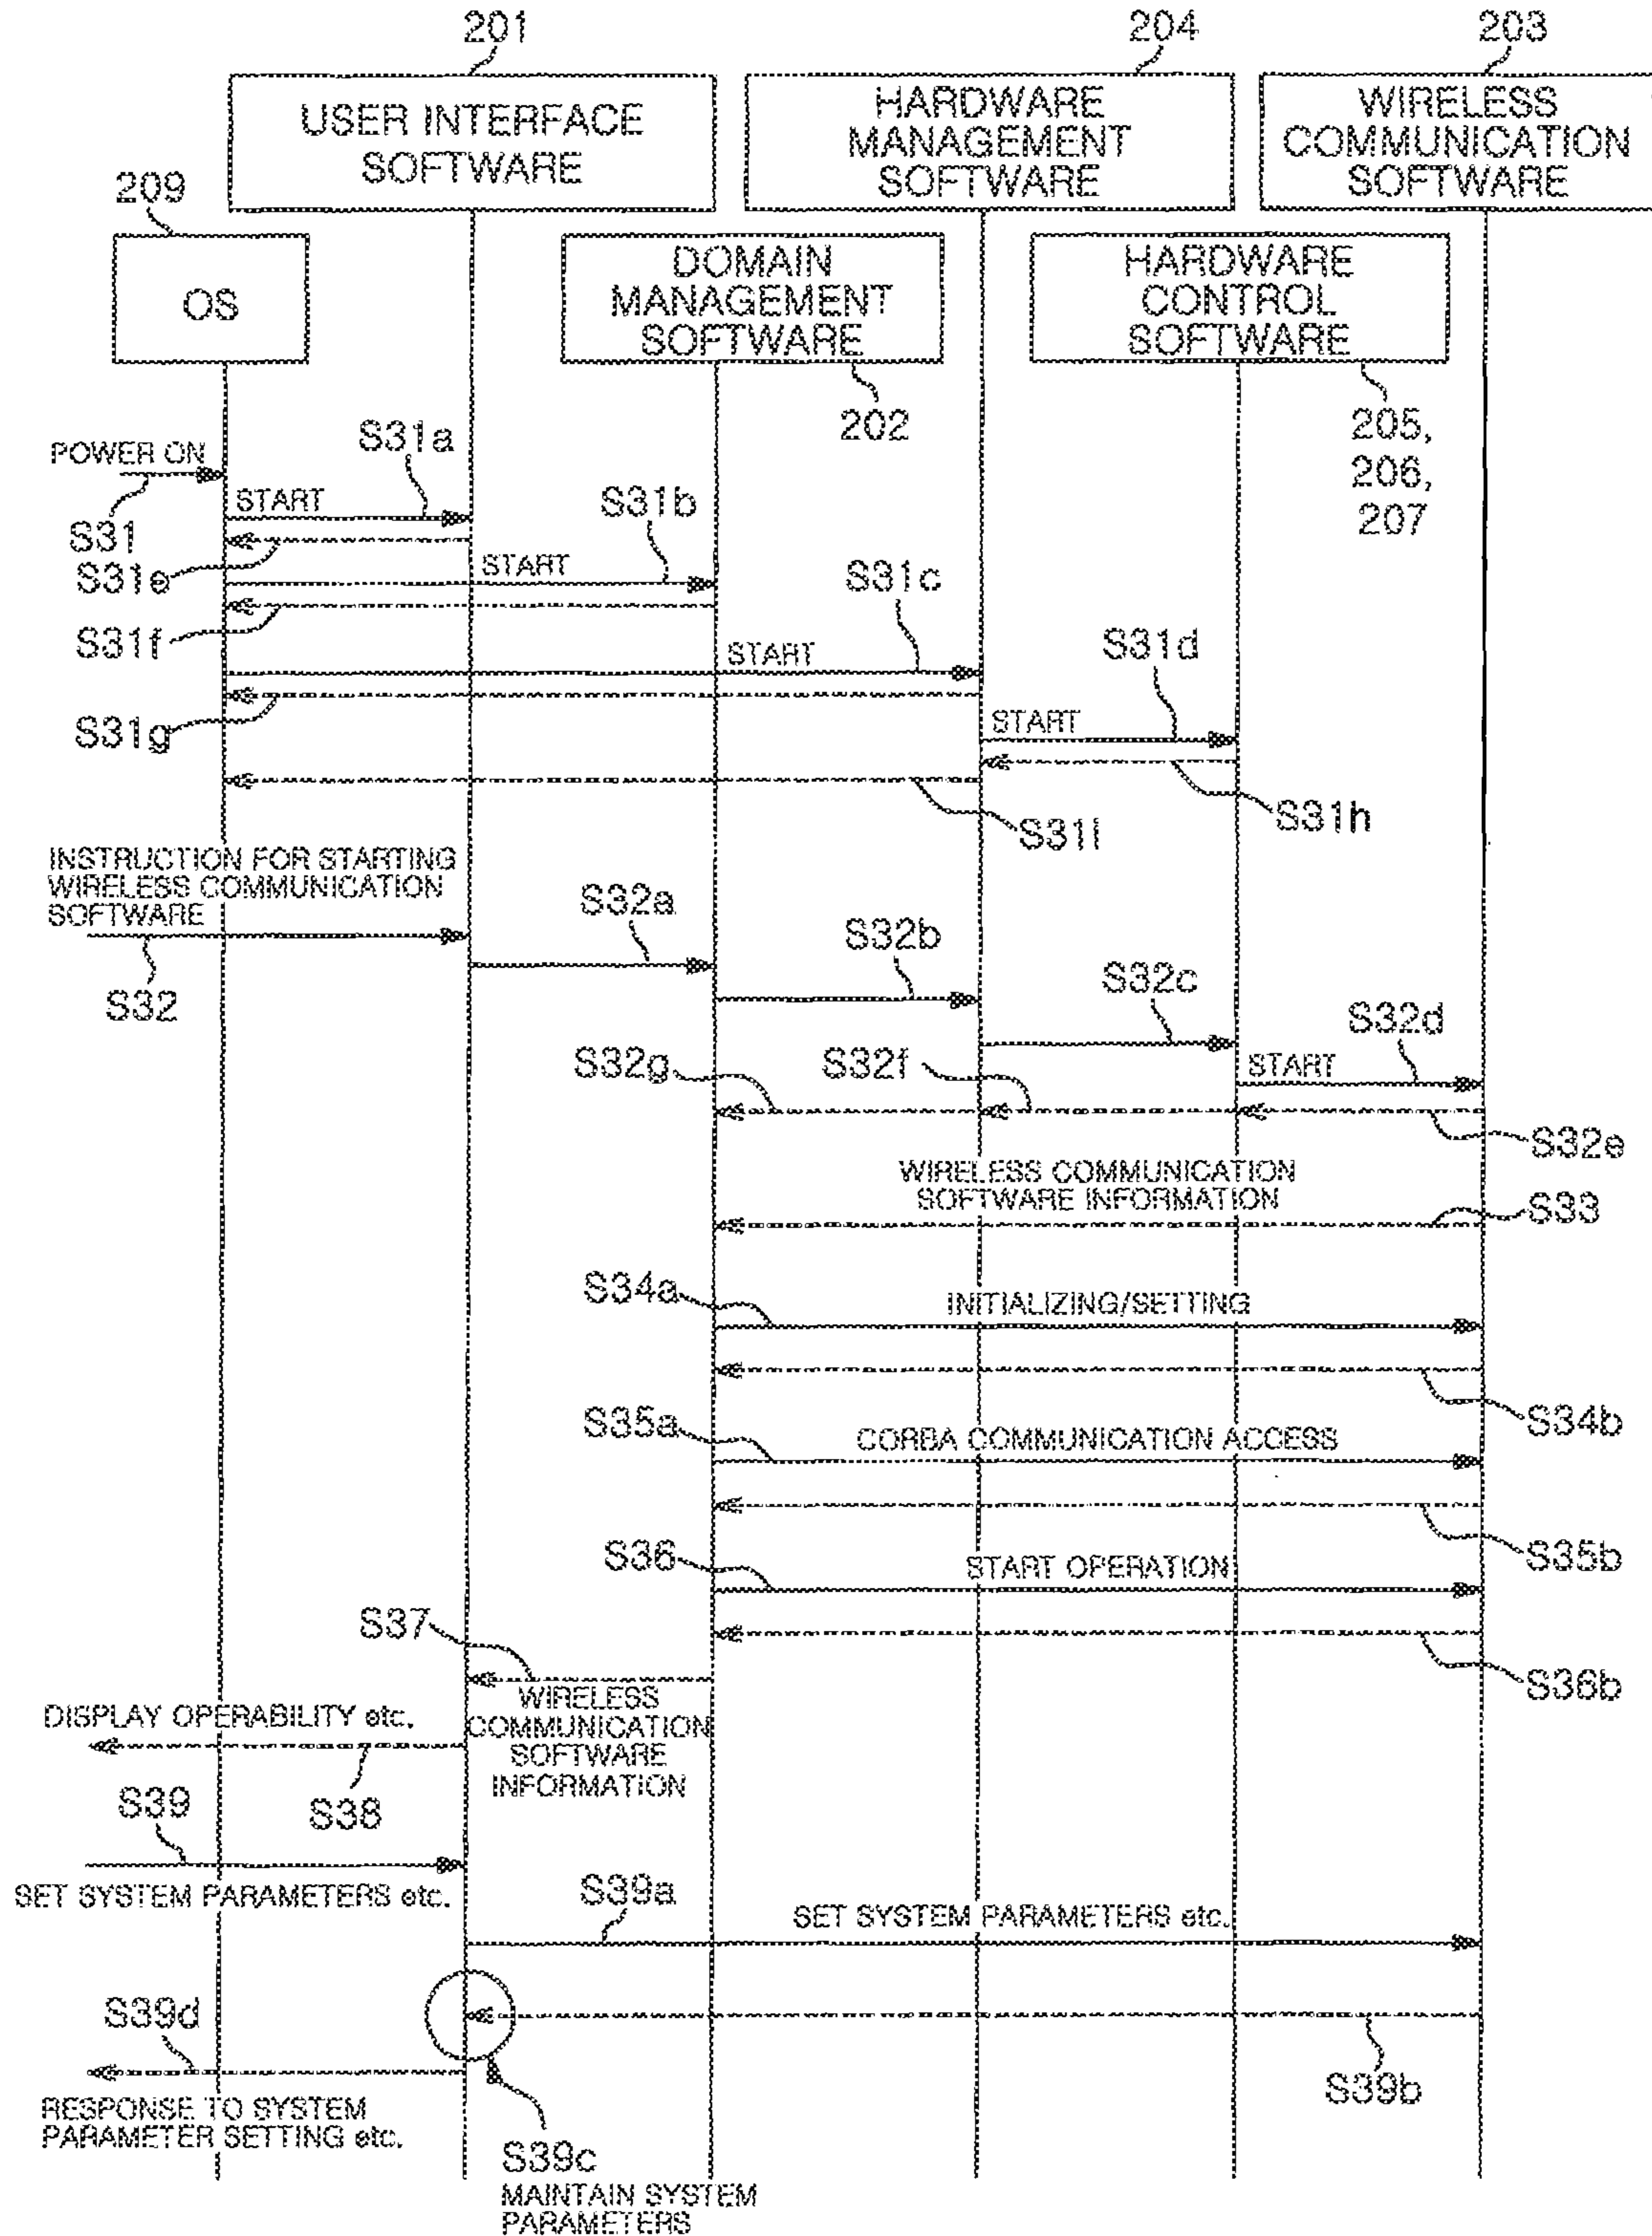 201
204
203
USER INTERFACE
SOFTWARE
HARDWARE
MANAGEMENT
SOFTWARE
WIRELESS
COMMUNICATION
SOFTWARE
209
OS
DOMAIN
MANAGEMENT
SOFTWARE
HARDWARE
CONTROL
SOFTWARE
202
205,
206,
207
POWER ON
S31
S31a
START
S31e
S31b
START
S31f
S31c
START
S31g
S31d
START
S31h
S31i
INSTRUCTION FOR STARTING
WIRELESS COMMUNICATION
SOFTWARE
S32
S32a
S32b
S32c
S32d
START
S32g
S32f
S32e
WIRELESS COMMUNICATION
SOFTWARE INFORMATION
S33
S34a
INITIALIZING/SETTING
S34b
S35a
CORBA COMMUNICATION ACCESS
S35b
S36
START OPERATION
S36b
S37
WIRELESS
COMMUNICATION
SOFTWARE
INFORMATION
DISPLAY OPERABILITY etc.
S38
S39
SET SYSTEM PARAMETERS etc.
S39a
SET SYSTEM PARAMETERS etc.
S39b
S39d
RESPONSE TO SYSTEM
PARAMETER SETTING etc.
S39c
MAINTAIN SYSTEM
PARAMETERS